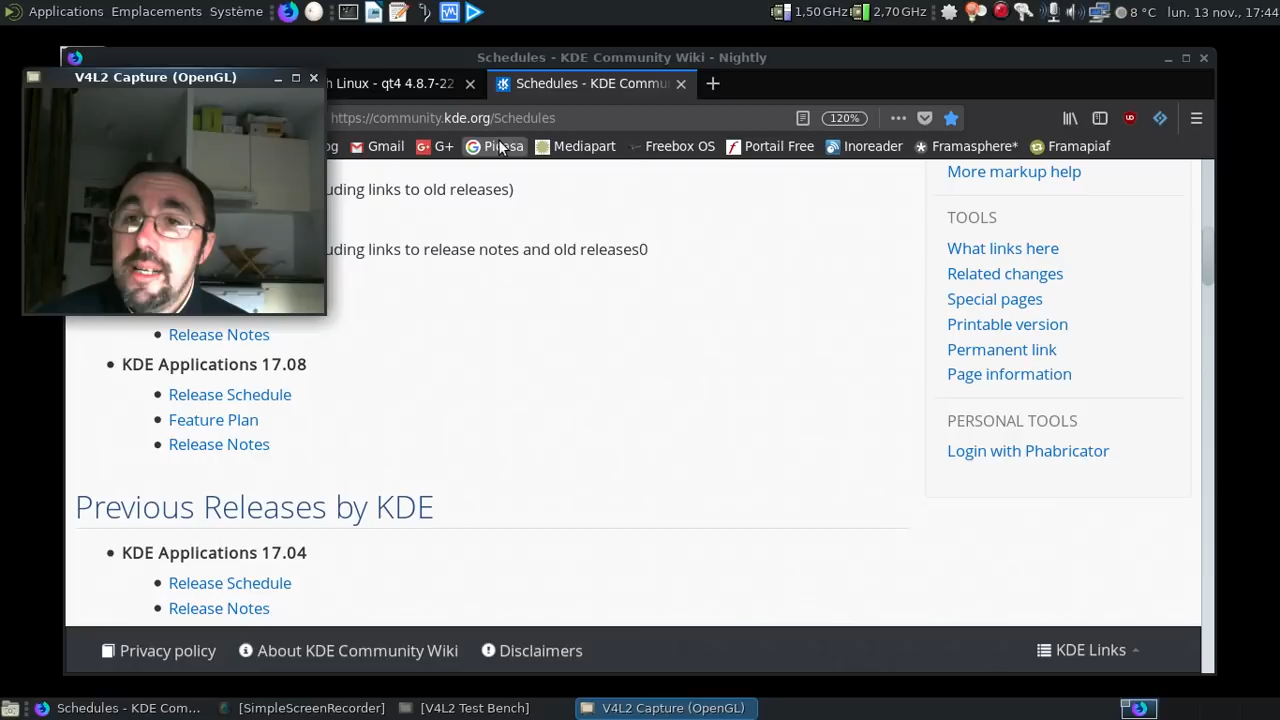 Applications Emplacements Système 1,50 GHz 2,70 GHz 8 °C lun. 13 nov., 17:44
Schedules - KDE Community Wiki - Nightly
V4L2 Capture (OpenGL)
h Linux - qt4 4.8.7-22 Schedules - KDE Commu
https://community.kde.org/Schedules 120%
og Gmail G+ Picasa Mediapart Freebox OS Portail Free Inoreader Framasphere* Framapiaf
uding links to old releases)
uding links to release notes and old releases0
Release Notes
KDE Applications 17.08
Release Schedule
Feature Plan
Release Notes
Previous Releases by KDE
KDE Applications 17.04
Release Schedule
Release Notes
More markup help
TOOLS
What links here
Related changes
Special pages
Printable version
Permanent link
Page information
PERSONAL TOOLS
Login with Phabricator
Privacy policy About KDE Community Wiki Disclaimers KDE Links
Schedules - KDE Com... [SimpleScreenRecorder] [V4L2 Test Bench] V4L2 Capture (OpenGL)